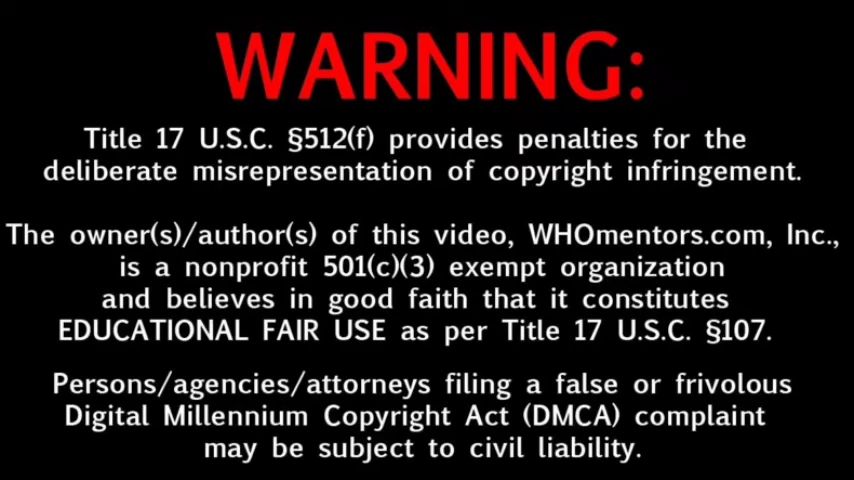 WARNING:
Title 17 U.S.C. §512(f) provides penalties for the
deliberate misrepresentation of copyright infringement.
The owner(s)/author(s) of this video, WHOmentors.com, Inc.,
is a nonprofit 501(c)(3) exempt organization
and believes in good faith that it constitutes
EDUCATIONAL FAIR USE as per Title 17 U.S.C. §107.
Persons/agencies/attorneys filing a false or frivolous
Digital Millennium Copyright Act (DMCA) complaint
may be subject to civil liability.